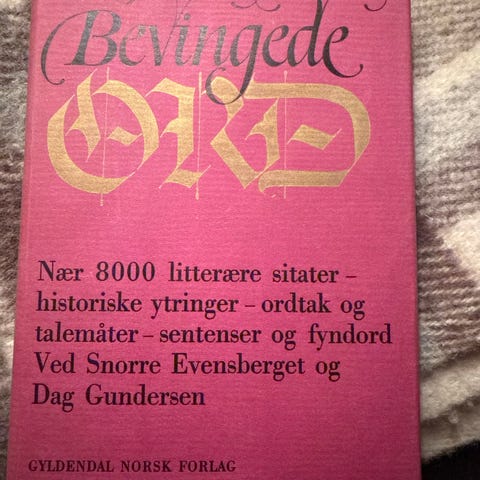 Bevingede
ORD
Nær 8000 litterære sitater –
historiske ytringer – ordtak og
talemåter – sentenser og fyndord
Ved Snorre Evensberget og
Dag Gundersen
GYLDENDAL NORSK FORLAG